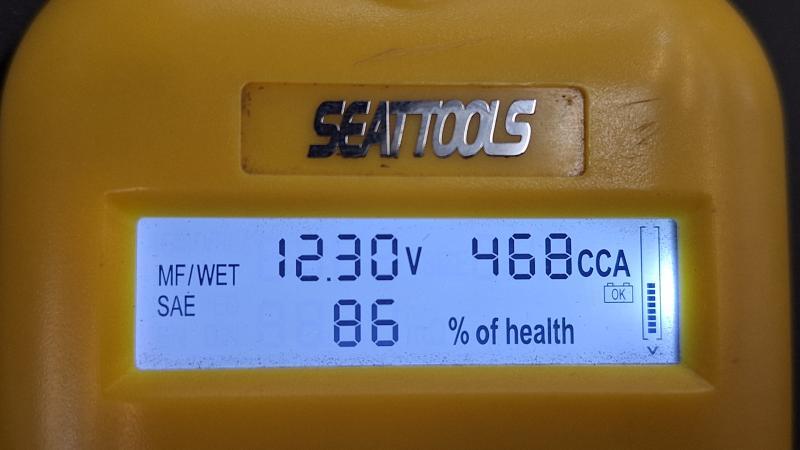 SEATTOOLS
MF/WET 12.30V 468CCA
OK
SAE 86 % of health
V